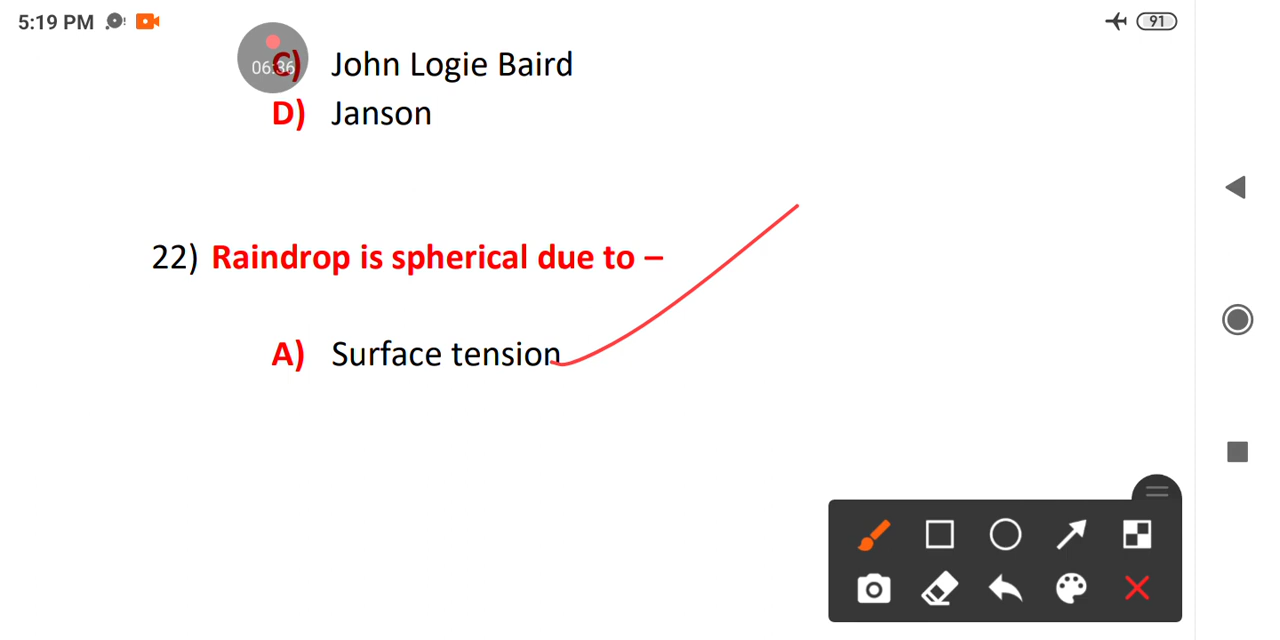 5:19 PM
91
06:36
C) John Logie Baird
D) Janson
22) Raindrop is spherical due to –
A) Surface tension